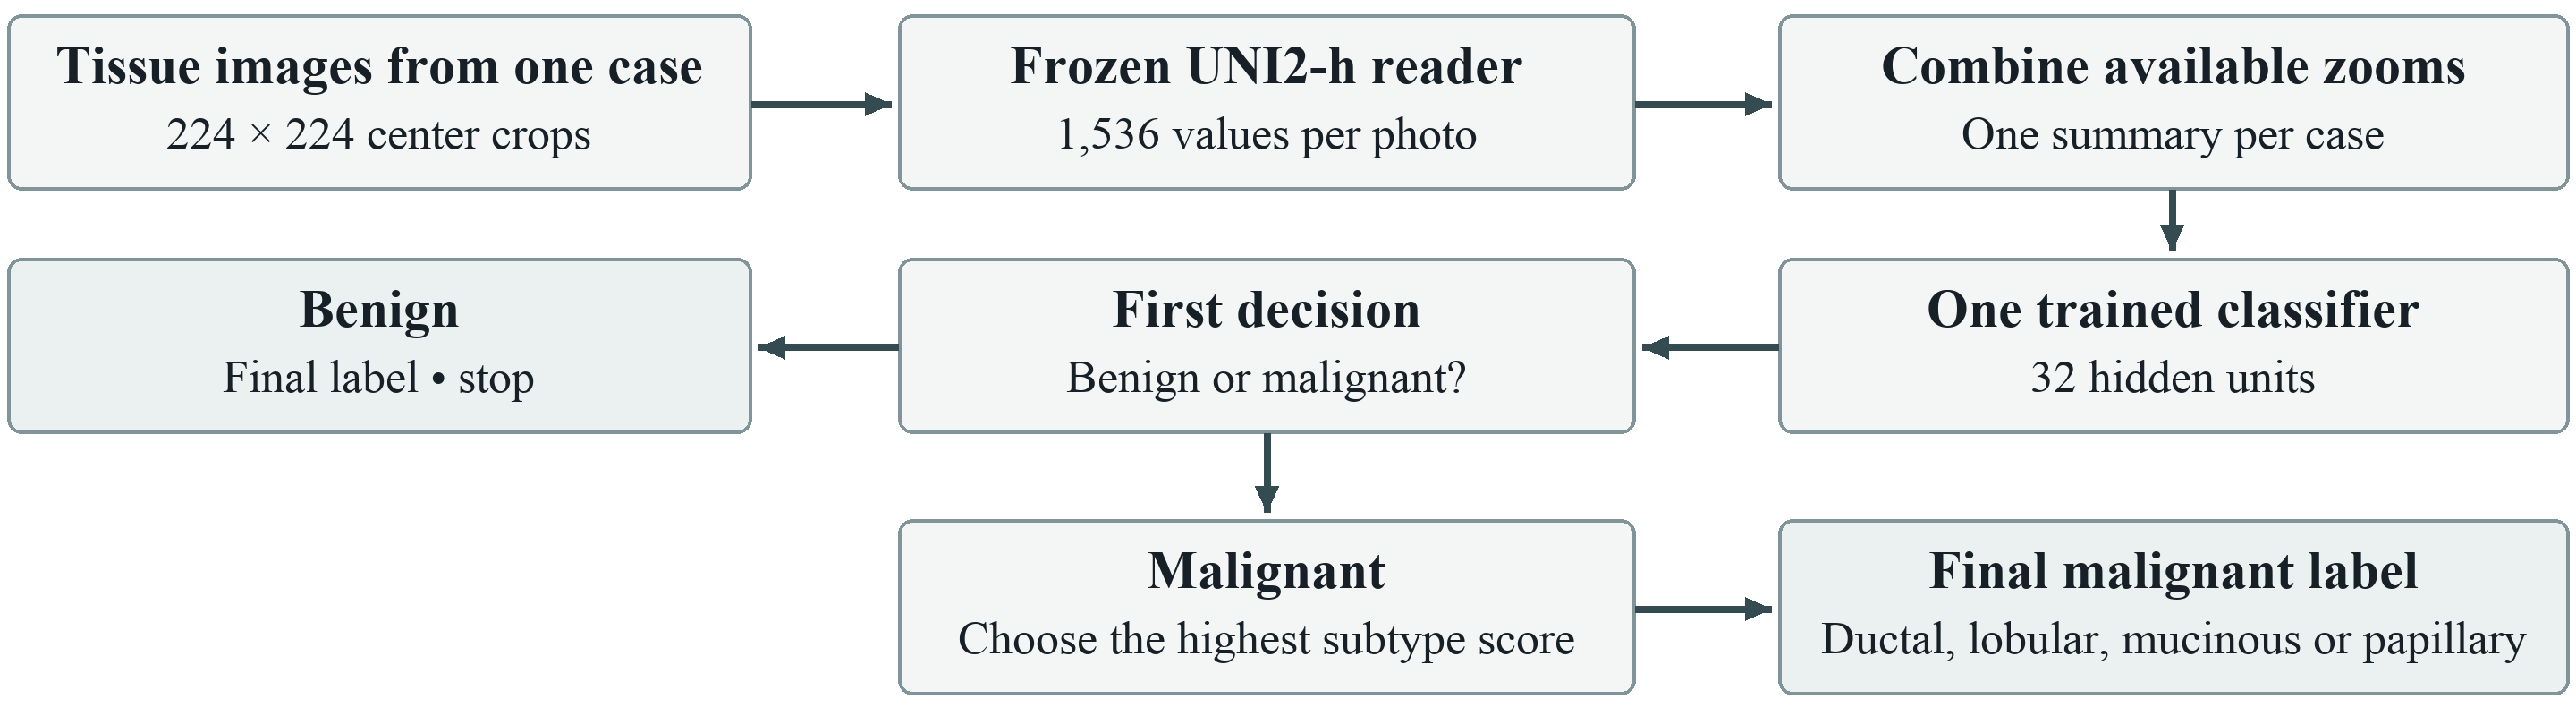 Tissue images from one case
224 × 224 center crops
Frozen UNI2-h reader
1,536 values per photo
Combine available zooms
One summary per case
Benign
Final label • stop
First decision
Benign or malignant?
One trained classifier
32 hidden units
Malignant
Choose the highest subtype score
Final malignant label
Ductal, lobular, mucinous or papillary